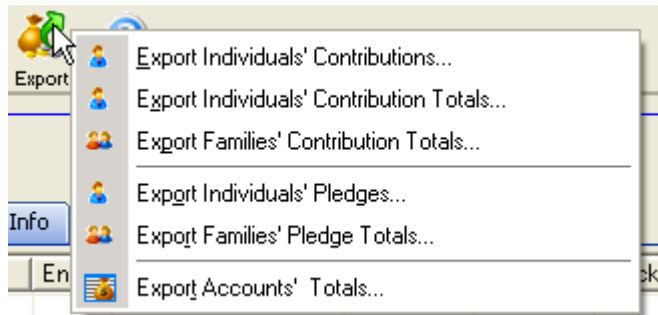 Export
Export Individuals' Contributions...
Export Individuals' Contribution Totals...
Export Families' Contribution Totals...
Export Individuals' Pledges...
Info
Export Families' Pledge Totals...
En
Export Accounts'  Totals...
ck